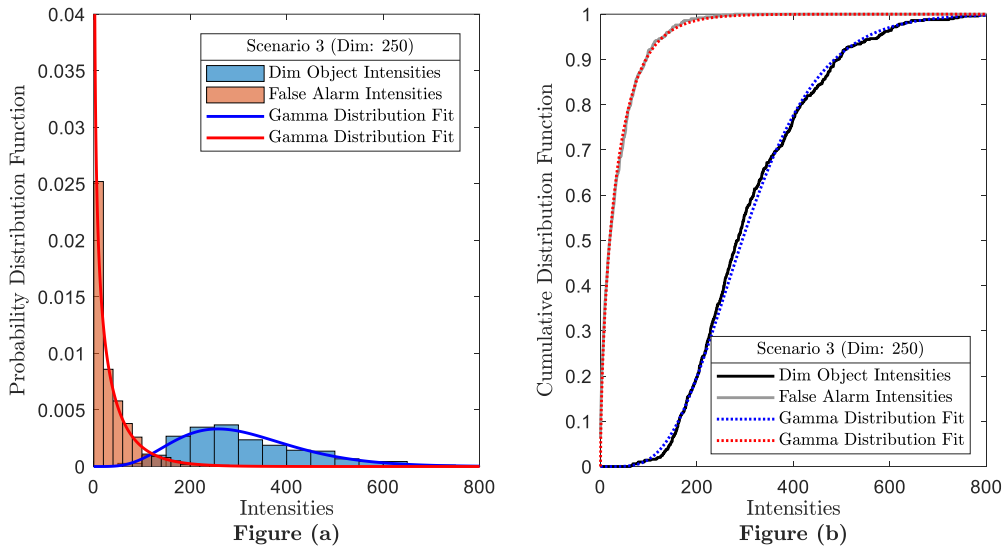 0.04
0.035
0.03
0.025
0.02
0.015
0.01
0.005
0
Probability Distribution Function
Scenario 3 (Dim: 250)
Dim Object Intensities
False Alarm Intensities
Gamma Distribution Fit
Gamma Distribution Fit
0 200 400 600 800
Intensities
Figure (a)
1
0.9
0.8
0.7
0.6
0.5
0.4
0.3
0.2
0.1
0
Cumulative Distribution Function
Scenario 3 (Dim: 250)
Dim Object Intensities
False Alarm Intensities
Gamma Distribution Fit
Gamma Distribution Fit
0 200 400 600 800
Intensities
Figure (b)